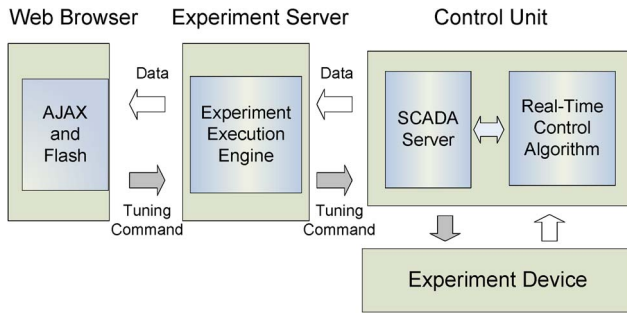 Web Browser
Experiment Server
Control Unit
Data
Data
AJAX
and
Flash
Experiment
Execution
Engine
SCADA
Server
Real-Time
Control
Algorithm
Tuning
Command
Tuning
Command
Experiment Device